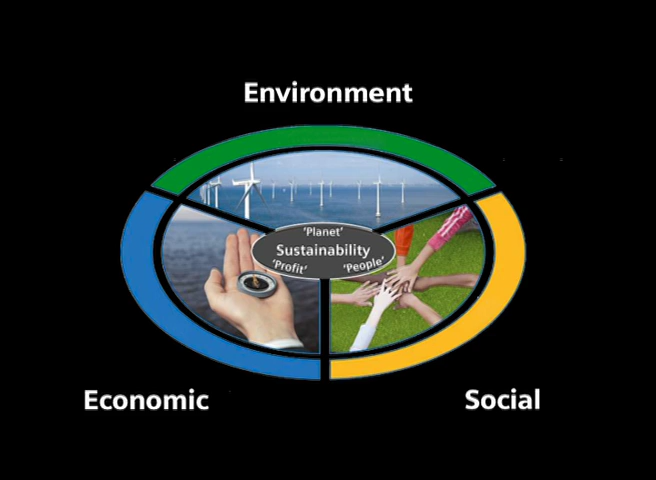 Environment
'Planet'
Sustainability
'Profit'
'People'
Economic
Social